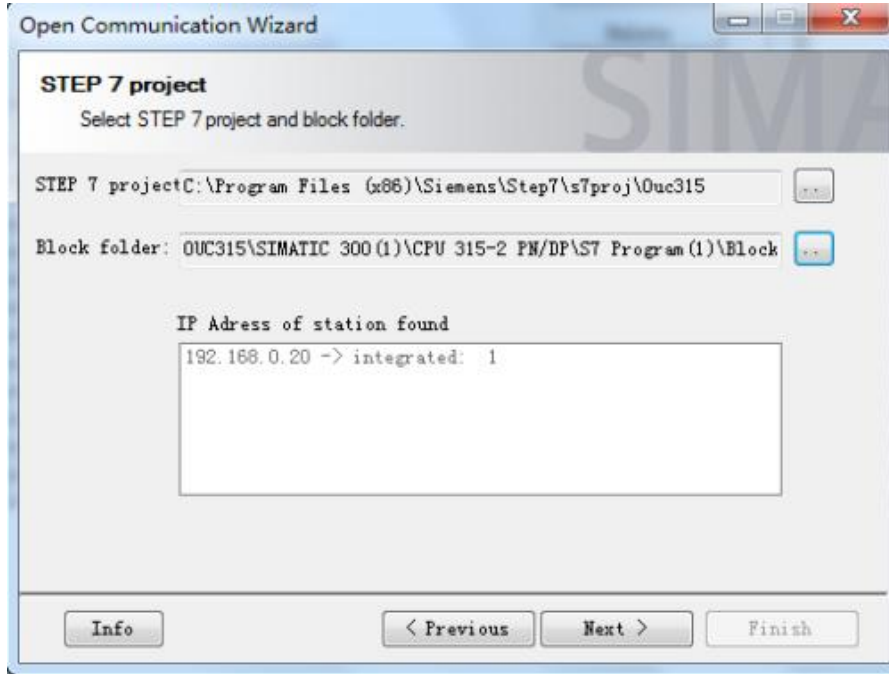 Open Communication Wizard
STEP 7 project
Select STEP 7 project and block folder.
SIMA
STEP 7 project C:\Program Files (x86)\Siemens\Step7\s7proj\Ouc315 ..
Block folder: OUC315\SIMATIC 300(1)\CPU 315-2 PN/DP\S7 Program(1)\Block ..
IP Adress of station found
192.168.0.20 -> integrated: 1
Info < Previous Next > Finish